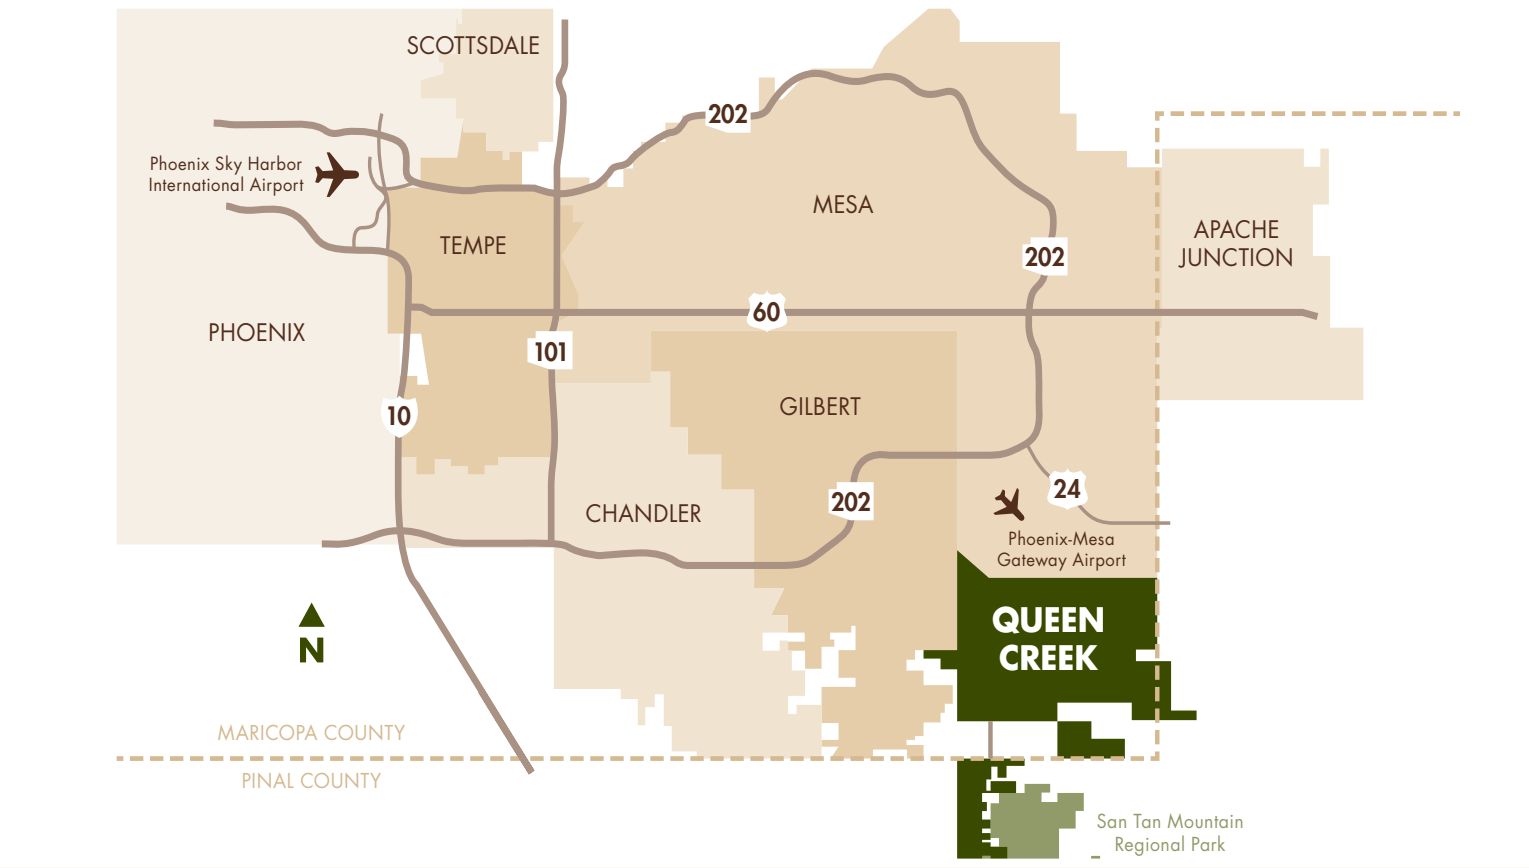 SCOTTSDALE
202
Phoenix Sky Harbor
International Airport
MESA
TEMPE
APACHE
JUNCTION
202
60
PHOENIX
101
GILBERT
10
24
202
CHANDLER
Phoenix-Mesa
Gateway Airport
QUEEN
CREEK
N
MARICOPA COUNTY
PINAL COUNTY
San Tan Mountain
Regional Park